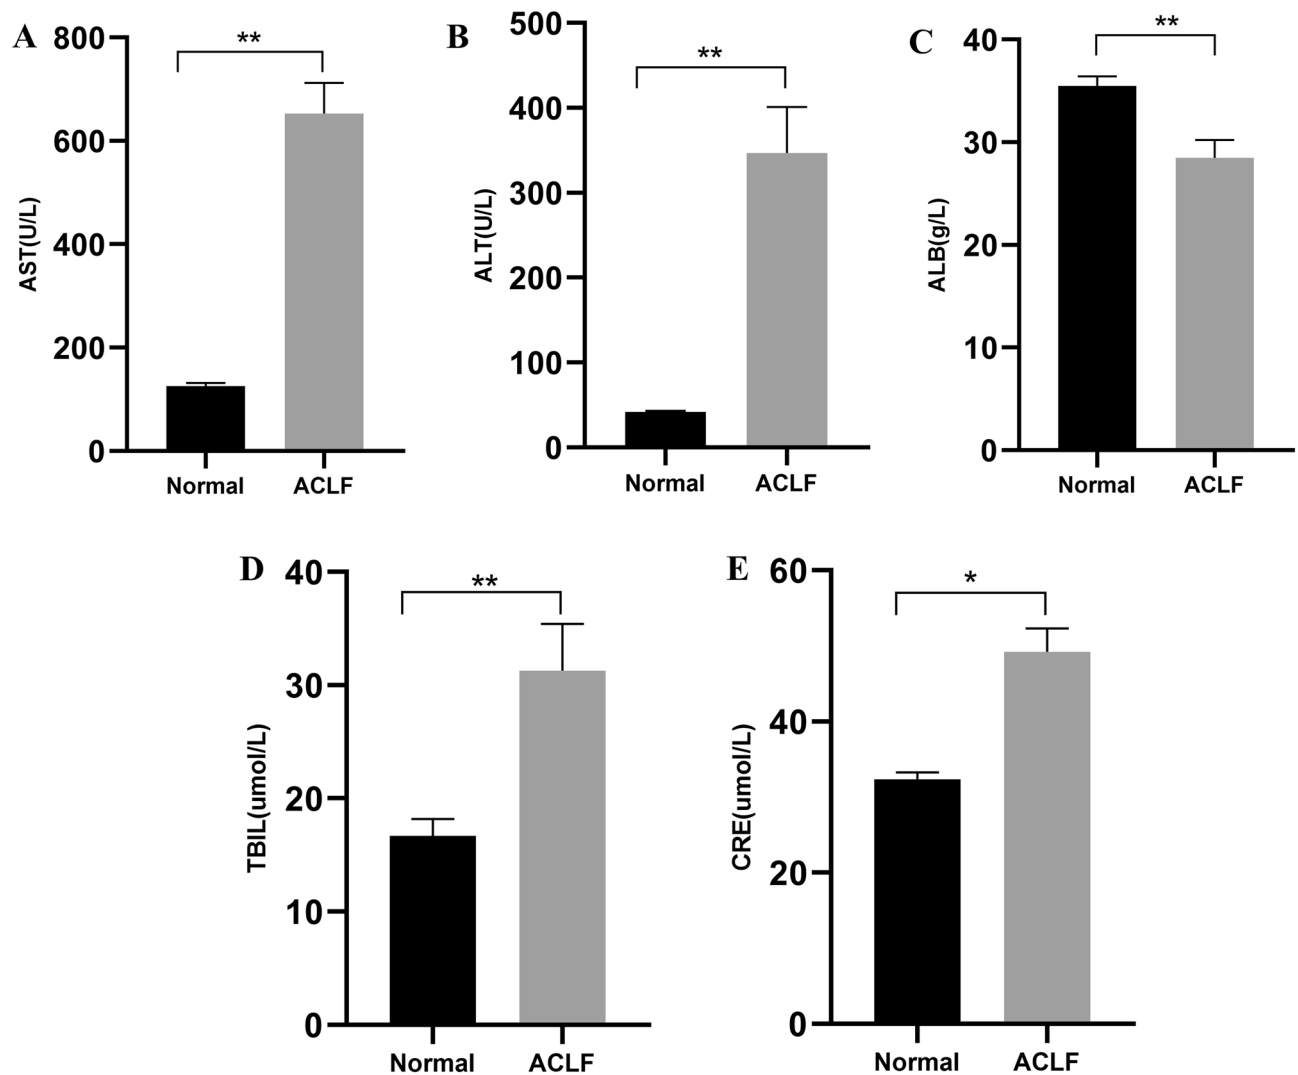 A
**
800
600
400
200
0
AST(U/L)
Normal ACLF
B
**
500
400
300
200
100
0
ALT(U/L)
Normal ACLF
C
**
40
30
20
10
0
ALB(g/L)
Normal ACLF
D
**
40
30
20
10
0
TBIL(umol/L)
Normal ACLF
E
*
60
40
20
0
CRE(umol/L)
Normal ACLF